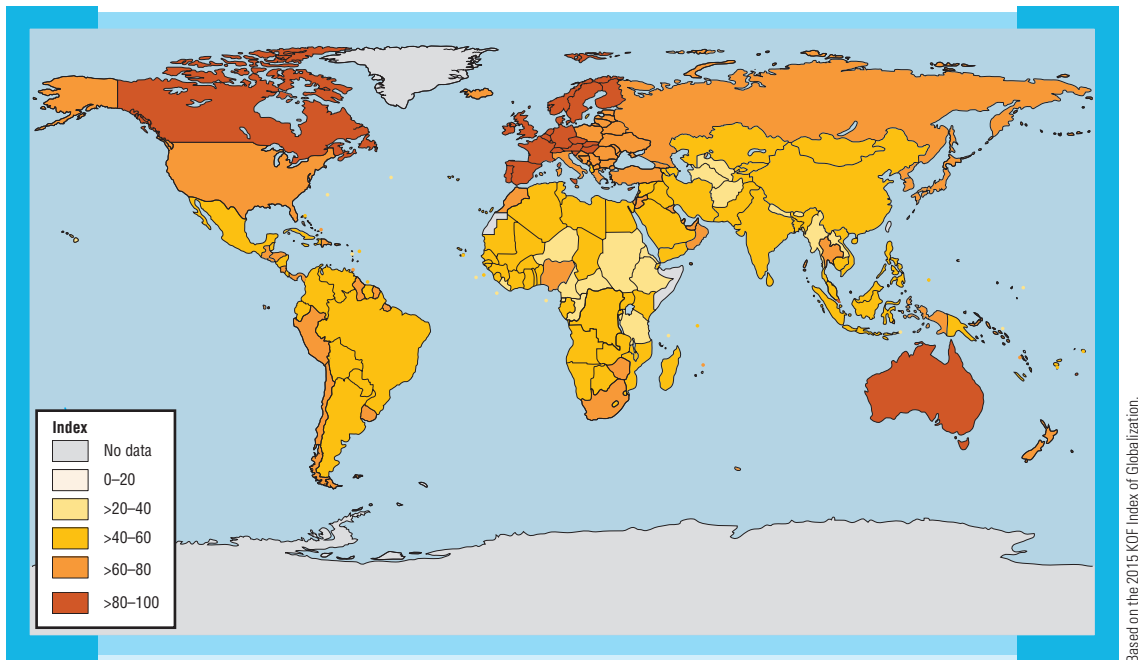 Index
No data
0–20
>20–40
>40–60
>60–80
>80–100
Based on the 2015 KOF Index of Globalization.